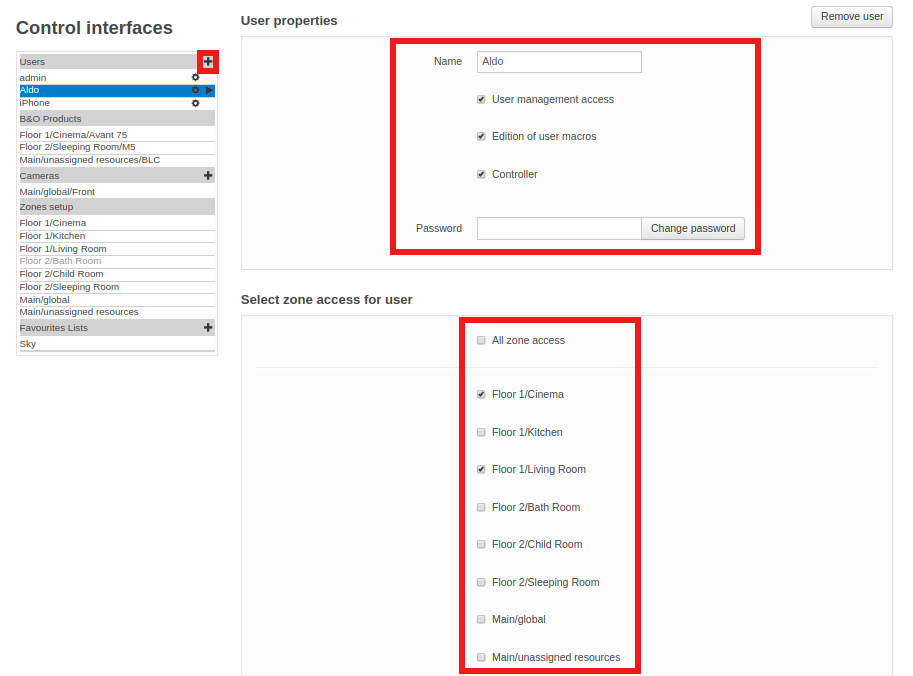 Control interfaces
Users
admin
Aldo
iPhone
B&O Products
Floor 1/Cinema/Avant 75
Floor 2/Sleeping Room/M5
Main/unassigned resources/BLC
Cameras
Main/global/Front
Zones setup
Floor 1/Cinema
Floor 1/Kitchen
Floor 1/Living Room
Floor 2/Bath Room
Floor 2/Child Room
Floor 2/Sleeping Room
Main/global
Main/unassigned resources
Favourites Lists
Sky
User properties
Remove user
Name Aldo
User management access
Edition of user macros
Controller
Password Change password
Select zone access for user
All zone access
Floor 1/Cinema
Floor 1/Kitchen
Floor 1/Living Room
Floor 2/Bath Room
Floor 2/Child Room
Floor 2/Sleeping Room
Main/global
Main/unassigned resources